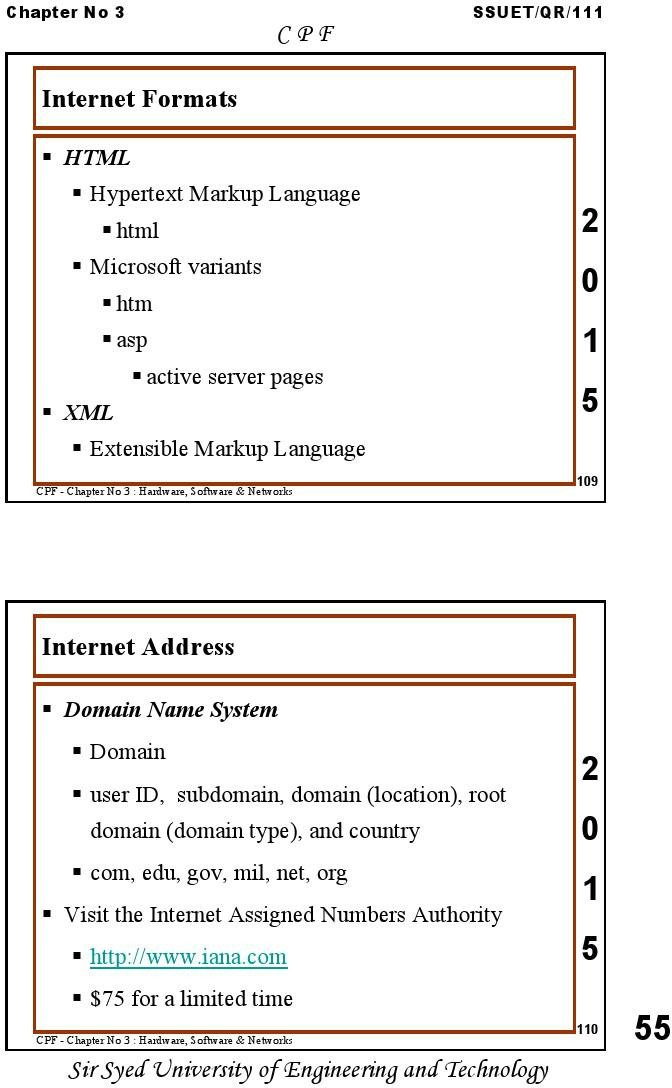 Chapter No 3 SSUET/QR/111
C P F
Internet Formats
▪ HTML
▪ Hypertext Markup Language
▪ html
▪ Microsoft variants
▪ htm
▪ asp
▪ active server pages
▪ XML
▪ Extensible Markup Language
2
0
1
5
109
CPF - Chapter No 3 : Hardware, Software & Networks
Internet Address
▪ Domain Name System
▪ Domain
▪ user ID, subdomain, domain (location), root
domain (domain type), and country
▪ com, edu, gov, mil, net, org
▪ Visit the Internet Assigned Numbers Authority
▪ http://www.iana.com
▪ $75 for a limited time
2
0
1
5
110
CPF - Chapter No 3 : Hardware, Software & Networks
55
Sir Syed University of Engineering and Technology